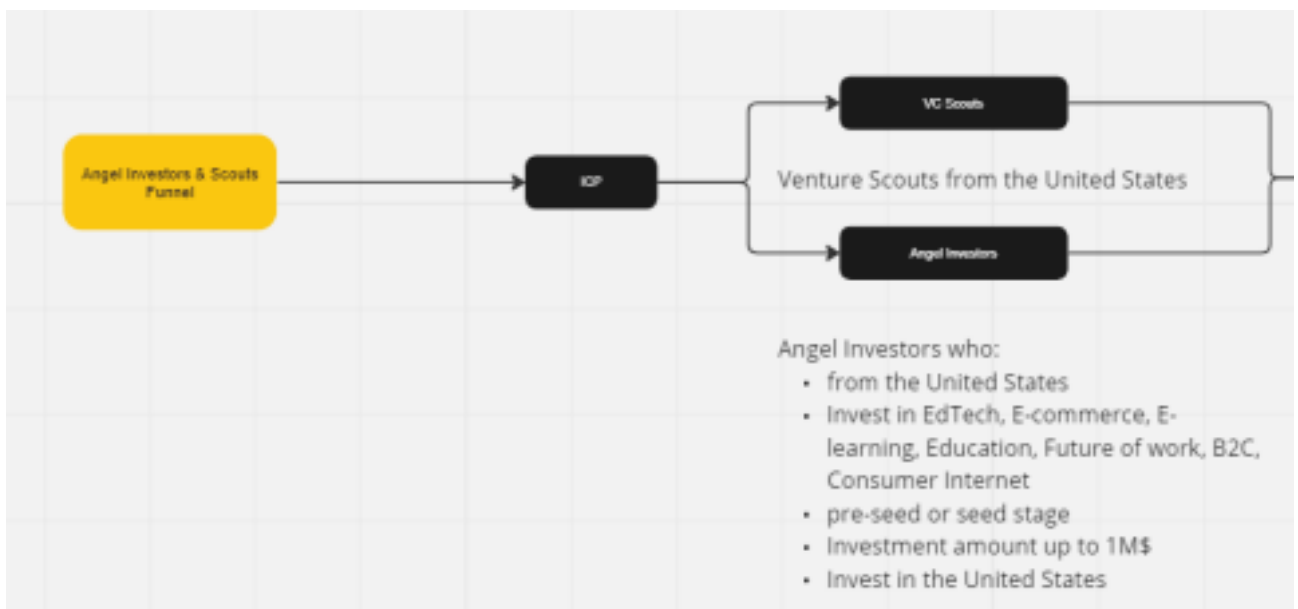 Angel Investors & Scouts
Funnel
ICP
VC Scouts
Venture Scouts from the United States
Angel Investors
Angel Investors who:
• from the United States
• Invest in EdTech, E-commerce, E-
learning, Education, Future of work, B2C,
Consumer Internet
• pre-seed or seed stage
• Investment amount up to 1M$
• Invest in the United States